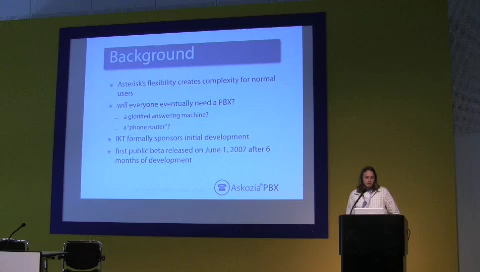 Background
Asterisk's flexibility creates complexity for normal
users
will everyone eventually need a PBX?
a glorified answering machine?
a "phone router"?
IKT formally sponsors initial development
first public beta released on June 1, 2007 after 6
months of development
Askozia PBX